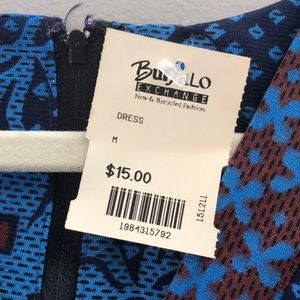 Buffalo
EXCHANGE
New & Recycled Fashion
DRESS
M
$15.00
151211
1984315792